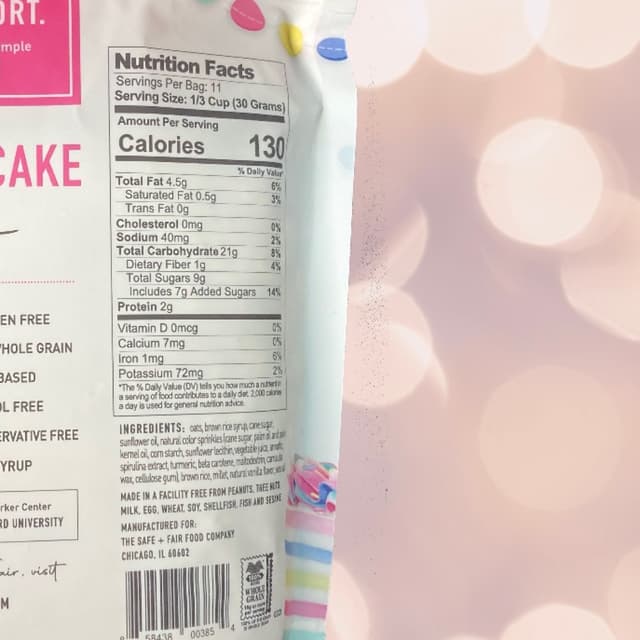 ORT.
mple
CAKE
EN FREE
HOLE GRAIN
BASED
OL FREE
ERVATIVE FREE
YRUP
rker Center
RD UNIVERSITY
air. visit
M
Nutrition Facts
Servings Per Bag: 11
Serving Size: 1/3 Cup (30 Grams)
Amount Per Serving
Calories 130
% Daily Value*
Total Fat 4.5g 6%
Saturated Fat 0.5g 3%
Trans Fat 0g
Cholesterol 0mg 0%
Sodium 40mg 2%
Total Carbohydrate 21g 8%
Dietary Fiber 1g 4%
Total Sugars 9g
Includes 7g Added Sugars 14%
Protein 2g
Vitamin D 0mcg 0%
Calcium 7mg 0%
Iron 1mg 6%
Potassium 72mg 2%
*The % Daily Value (DV) tells you how much a nutrient in
a serving of food contributes to a daily diet. 2,000 calories
a day is used for general nutrition advice.
INGREDIENTS: oats, brown rice syrup, cane sugar,
sunflower oil, natural color sprinkles (cane sugar, palm oil and palm
kernel oil, corn starch, sunflower lecithin, vegetable juice, annatto,
spirulina extract, turmeric, beta carotene, maltodextrin, carnauba
wax, cellulose gum), brown rice, millet, natural vanilla flavor,
MADE IN A FACILITY FREE FROM PEANUTS, TREE NUTS
MILK, EGG, WHEAT, SOY, SHELLFISH, FISH AND SESAME
MANUFACTURED FOR:
THE SAFE + FAIR FOOD COMPANY
CHICAGO, IL 60602
58438 00385 4
WHOLE
GRAIN